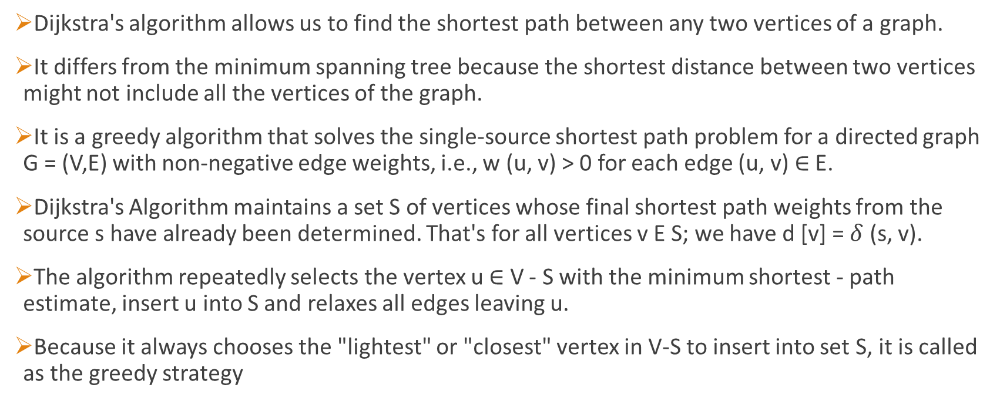 ➢Dijkstra's algorithm allows us to find the shortest path between any two vertices of a graph.
➢It differs from the minimum spanning tree because the shortest distance between two vertices
might not include all the vertices of the graph.
➢It is a greedy algorithm that solves the single-source shortest path problem for a directed graph
G = (V,E) with non-negative edge weights, i.e., w (u, v) > 0 for each edge (u, v) ∈ E.
➢Dijkstra's Algorithm maintains a set S of vertices whose final shortest path weights from the
source s have already been determined. That's for all vertices v E S; we have d [v] = 𝛿 (s, v).
➢The algorithm repeatedly selects the vertex u ∈ V - S with the minimum shortest - path
estimate, insert u into S and relaxes all edges leaving u.
➢Because it always chooses the "lightest" or "closest" vertex in V-S to insert into set S, it is called
as the greedy strategy